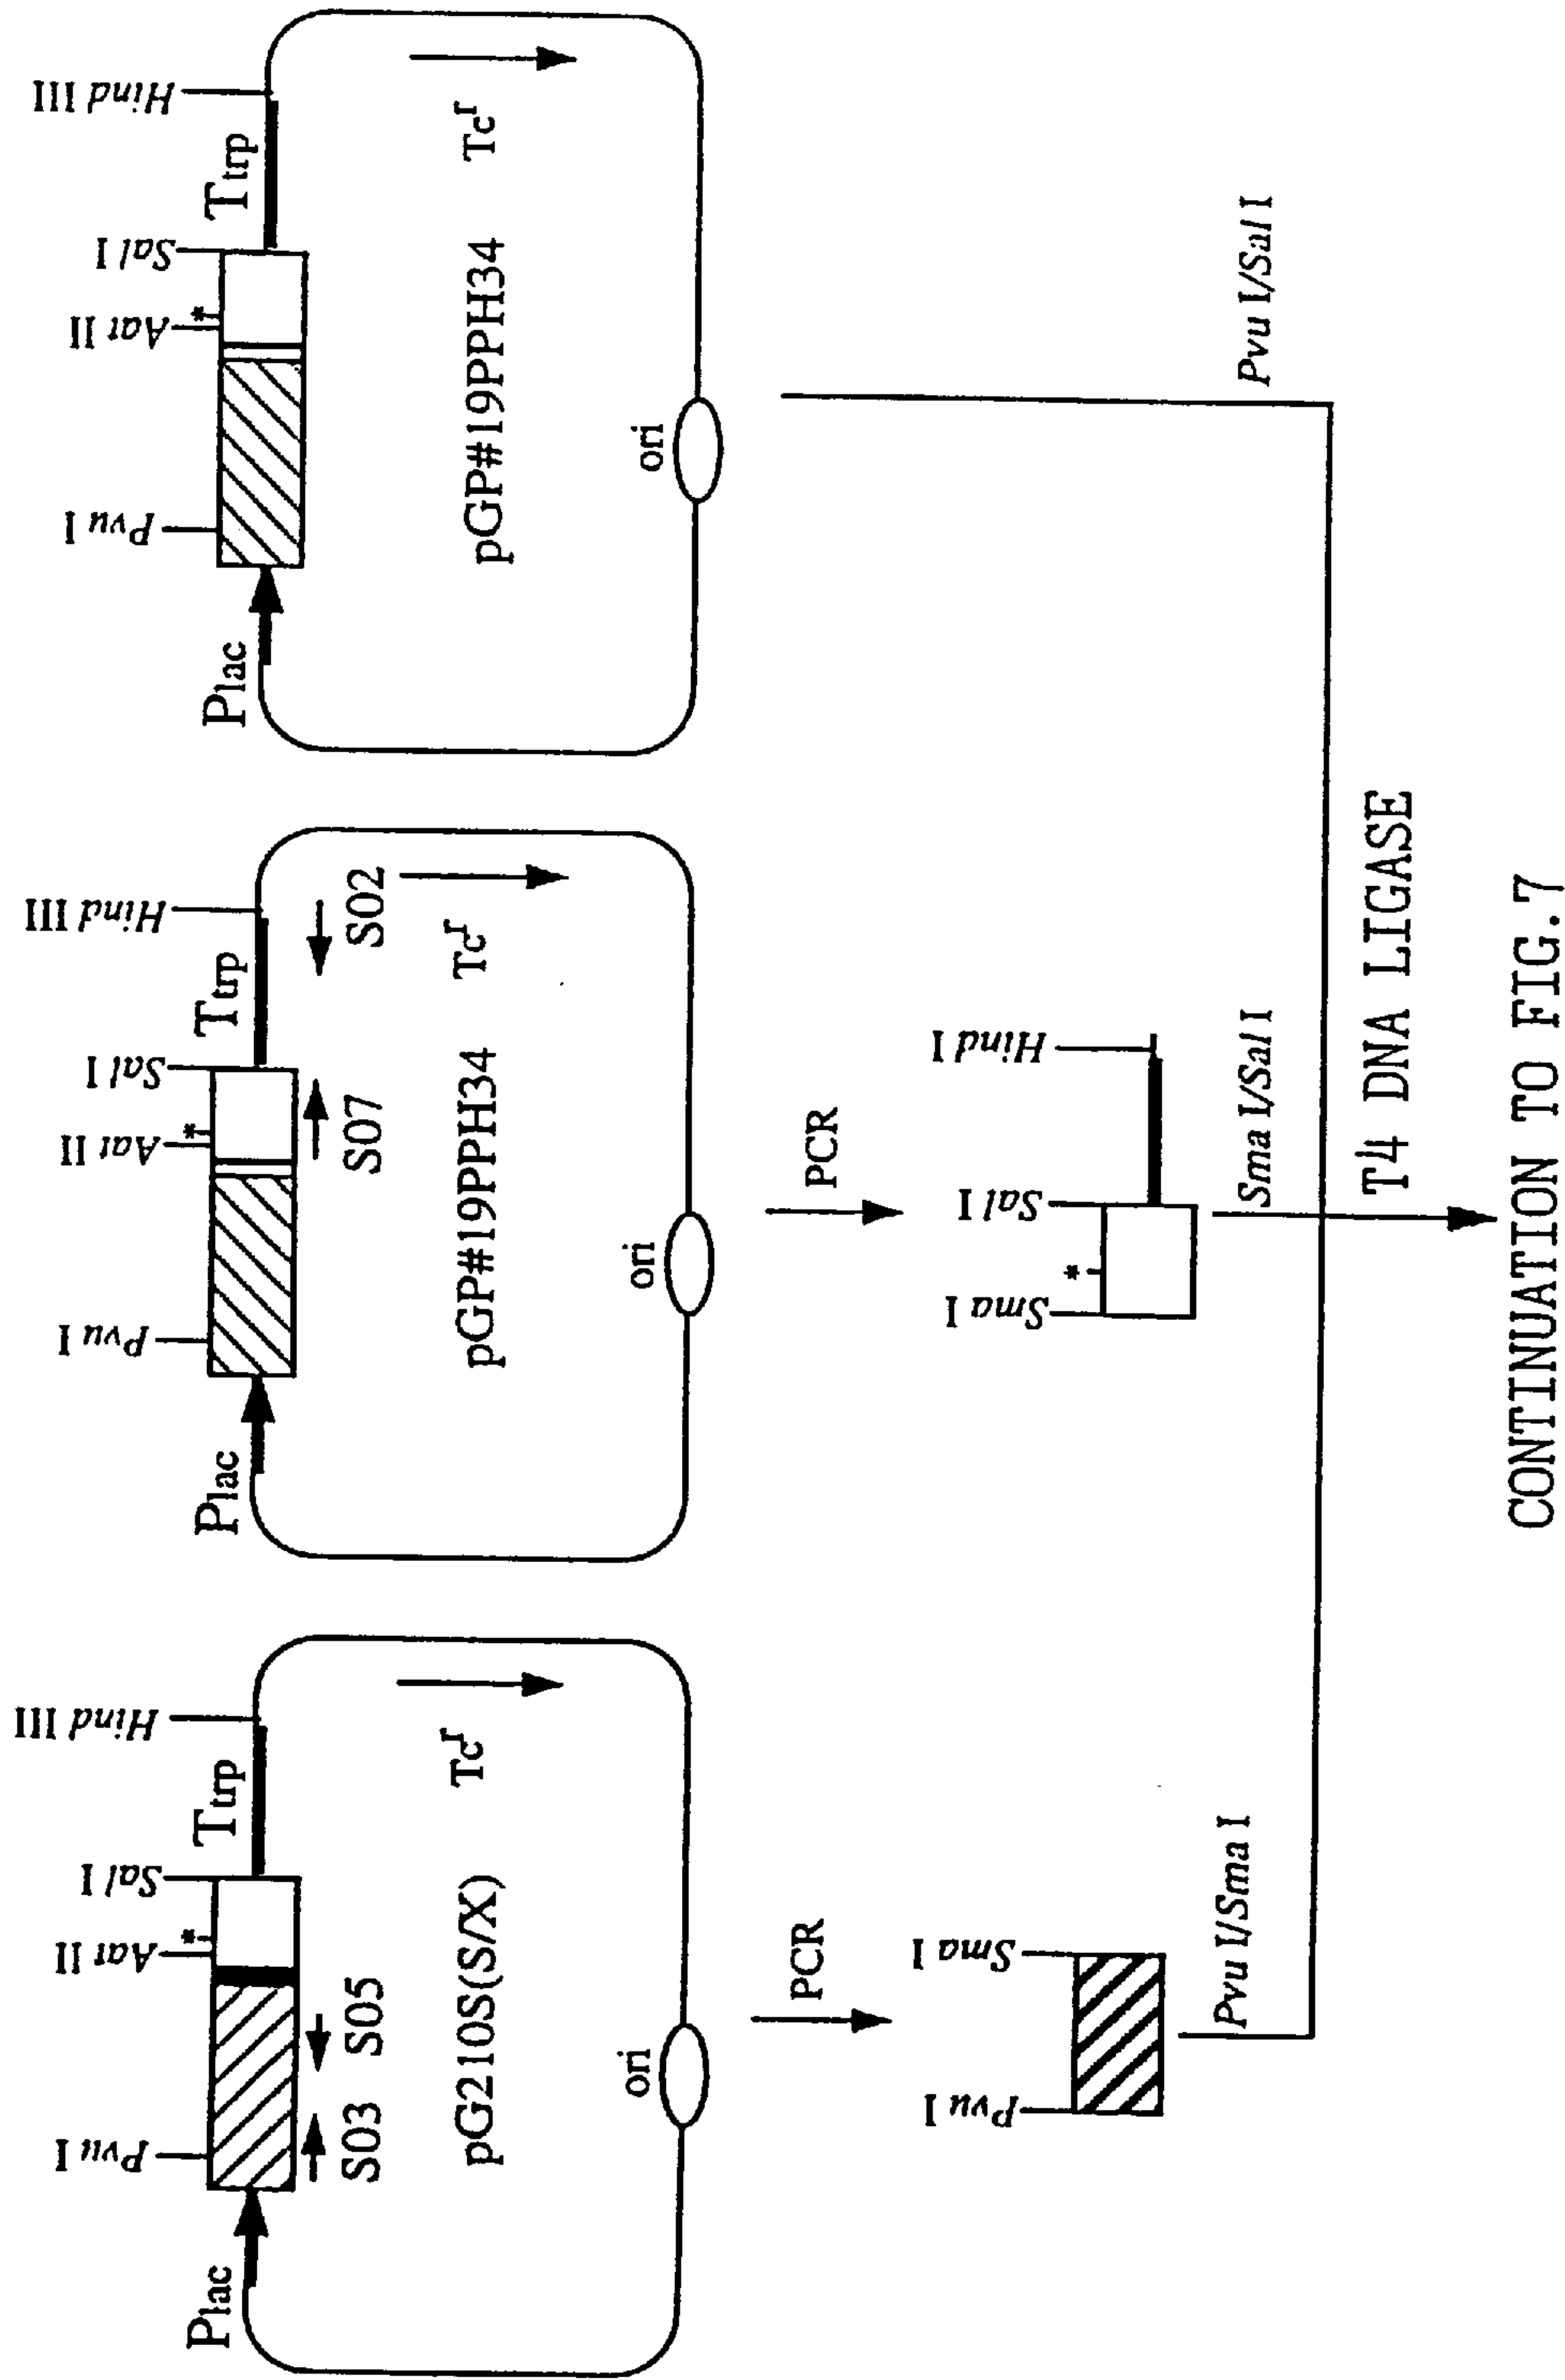 Pvu I
Aat II
*
Sal I
Hind III
Plac
Ttrp
S03
S05
pG210S(S/X)
Tcr
ori
PCR
Pvu I
Sma I
Pvu I/Sma I
Pvu I
Aat II
*
Sal I
Hind III
Plac
Ttrp
S07
S02
pGP#19PPH34
Tcr
ori
PCR
Sma I
*
Sal I
Hind I
Sma I/Sal I
Pvu I
Aat II
*
Sal I
Hind III
Plac
Ttrp
pGP#19PPH34
Tcr
ori
Pvu I/Sal I
T4 DNA LIGASE
CONTINUATION TO FIG.7